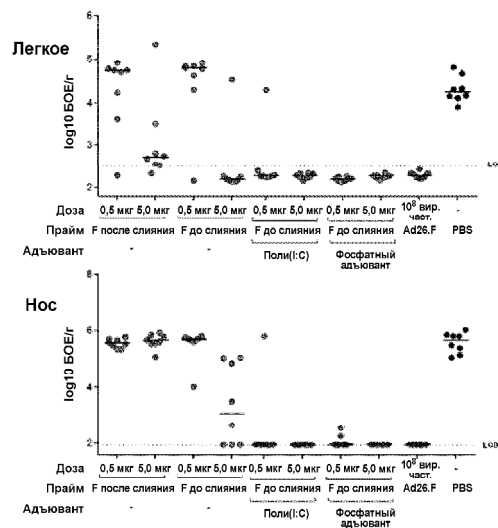 Легкое
log10 БОЕ/г
6
5
4
3
2
Доза 0,5 мкг 5,0 мкг 0,5 мкг 5,0 мкг 0,5 мкг 5,0 мкг 0,5 мкг 5,0 мкг 10⁸ вир. част. -
Прайм F после слияния F до слияния F до слияния F до слияния Ad26.F PBS
Адъювант - - Поли(I:C) Фосфатный адъювант
Нос
log10 БОЕ/г
8
6
4
2
Доза 0,5 мкг 5,0 мкг 0,5 мкг 5,0 мкг 0,5 мкг 5,0 мкг 0,5 мкг 5,0 мкг 10⁸ вир. част. -
Прайм F после слияния F до слияния F до слияния F до слияния Ad26.F PBS
Адъювант - - Поли(I:C) Фосфатный адъювант